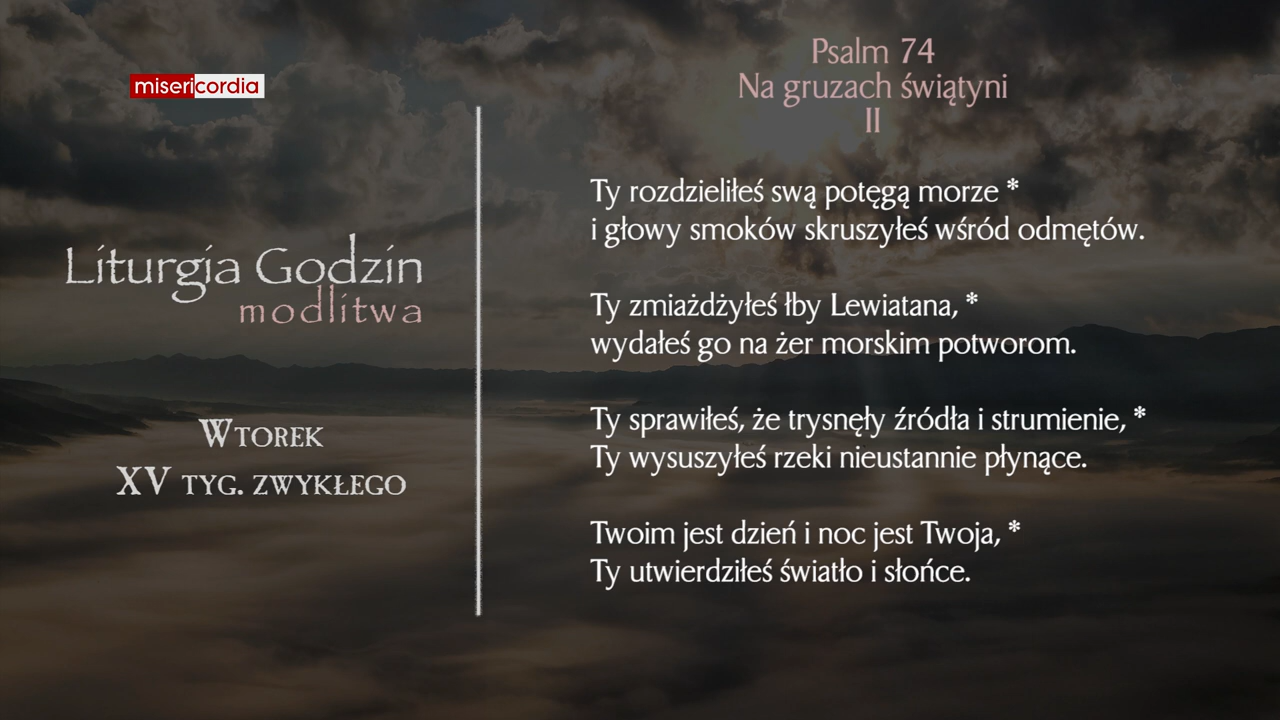 misericordia
Liturgia Godzin
modlitwa
Wtorek
XV tyg. zwykłego
Psalm 74
Na gruzach świątyni
II
Ty rozdzieliłeś swą potęgą morze *
i głowy smoków skruszyłeś wśród odmętów.
Ty zmiażdżyłeś łby Lewiatana, *
wydałeś go na żer morskim potworom.
Ty sprawiłeś, że trysnęły źródła i strumienie, *
Ty wysuszyłeś rzeki nieustannie płynące.
Twoim jest dzień i noc jest Twoja, *
Ty utwierdziłeś światło i słońce.